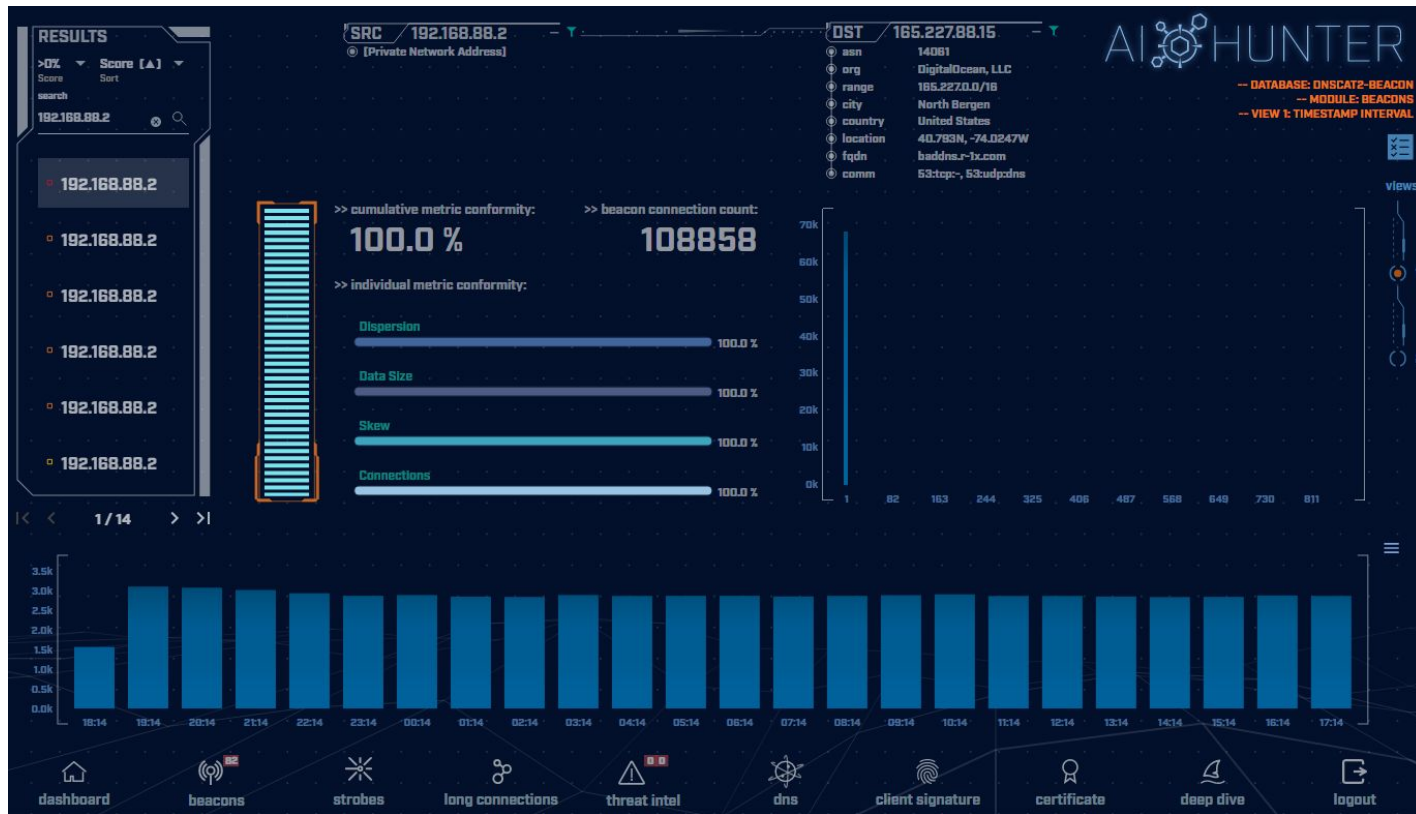 RESULTS
>0% Score [▲]
Score Sort
search
192.168.88.2
192.168.88.2
192.168.88.2
192.168.88.2
192.168.88.2
192.168.88.2
192.168.88.2
1 / 14
SRC 192.168.88.2
[Private Network Address]
DST 165.227.88.15
asn 14061
org DigitalOcean, LLC
range 165.227.0.0/16
city North Bergen
country United States
location 40.793N, -74.0247W
fqdn baddns.r-1x.com
comm 53:tcp:-, 53:udp:dns
AI HUNTER
-- DATABASE: DNSCAT2-BEACON
-- MODULE: BEACONS
-- VIEW 1: TIMESTAMP INTERVAL
views
>> cumulative metric conformity:
100.0 %
>> beacon connection count:
108858
>> individual metric conformity:
Dispersion
100.0 %
Data Size
100.0 %
Skew
100.0 %
Connections
100.0 %
70k
60k
50k
40k
30k
20k
10k
0k
1 82 163 244 325 406 487 568 649 730 811
3.5k
3.0k
2.5k
2.0k
1.5k
1.0k
0.5k
0.0k
18:14 19:14 20:14 21:14 22:14 23:14 00:14 01:14 02:14 03:14 04:14 05:14 06:14 07:14 08:14 09:14 10:14 11:14 12:14 13:14 14:14 15:14 16:14 17:14
82
0 0
dashboard beacons strobes long connections threat intel dns client signature certificate deep dive logout